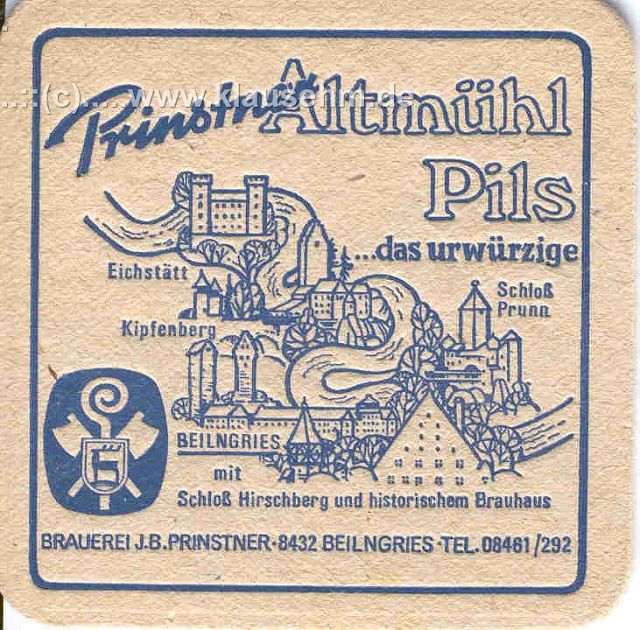 ..::(c).....www.klausehm.de
Prinstner Altmühl
Pils
...das urwürzige
Eichstätt
Schloß
Prunn
Kipfenberg
BEILNGRIES
mit
Schloß Hirschberg und historischem Brauhaus
BRAUEREI J.B. PRINSTNER·8432 BEILNGRIES·TEL. 08461/292